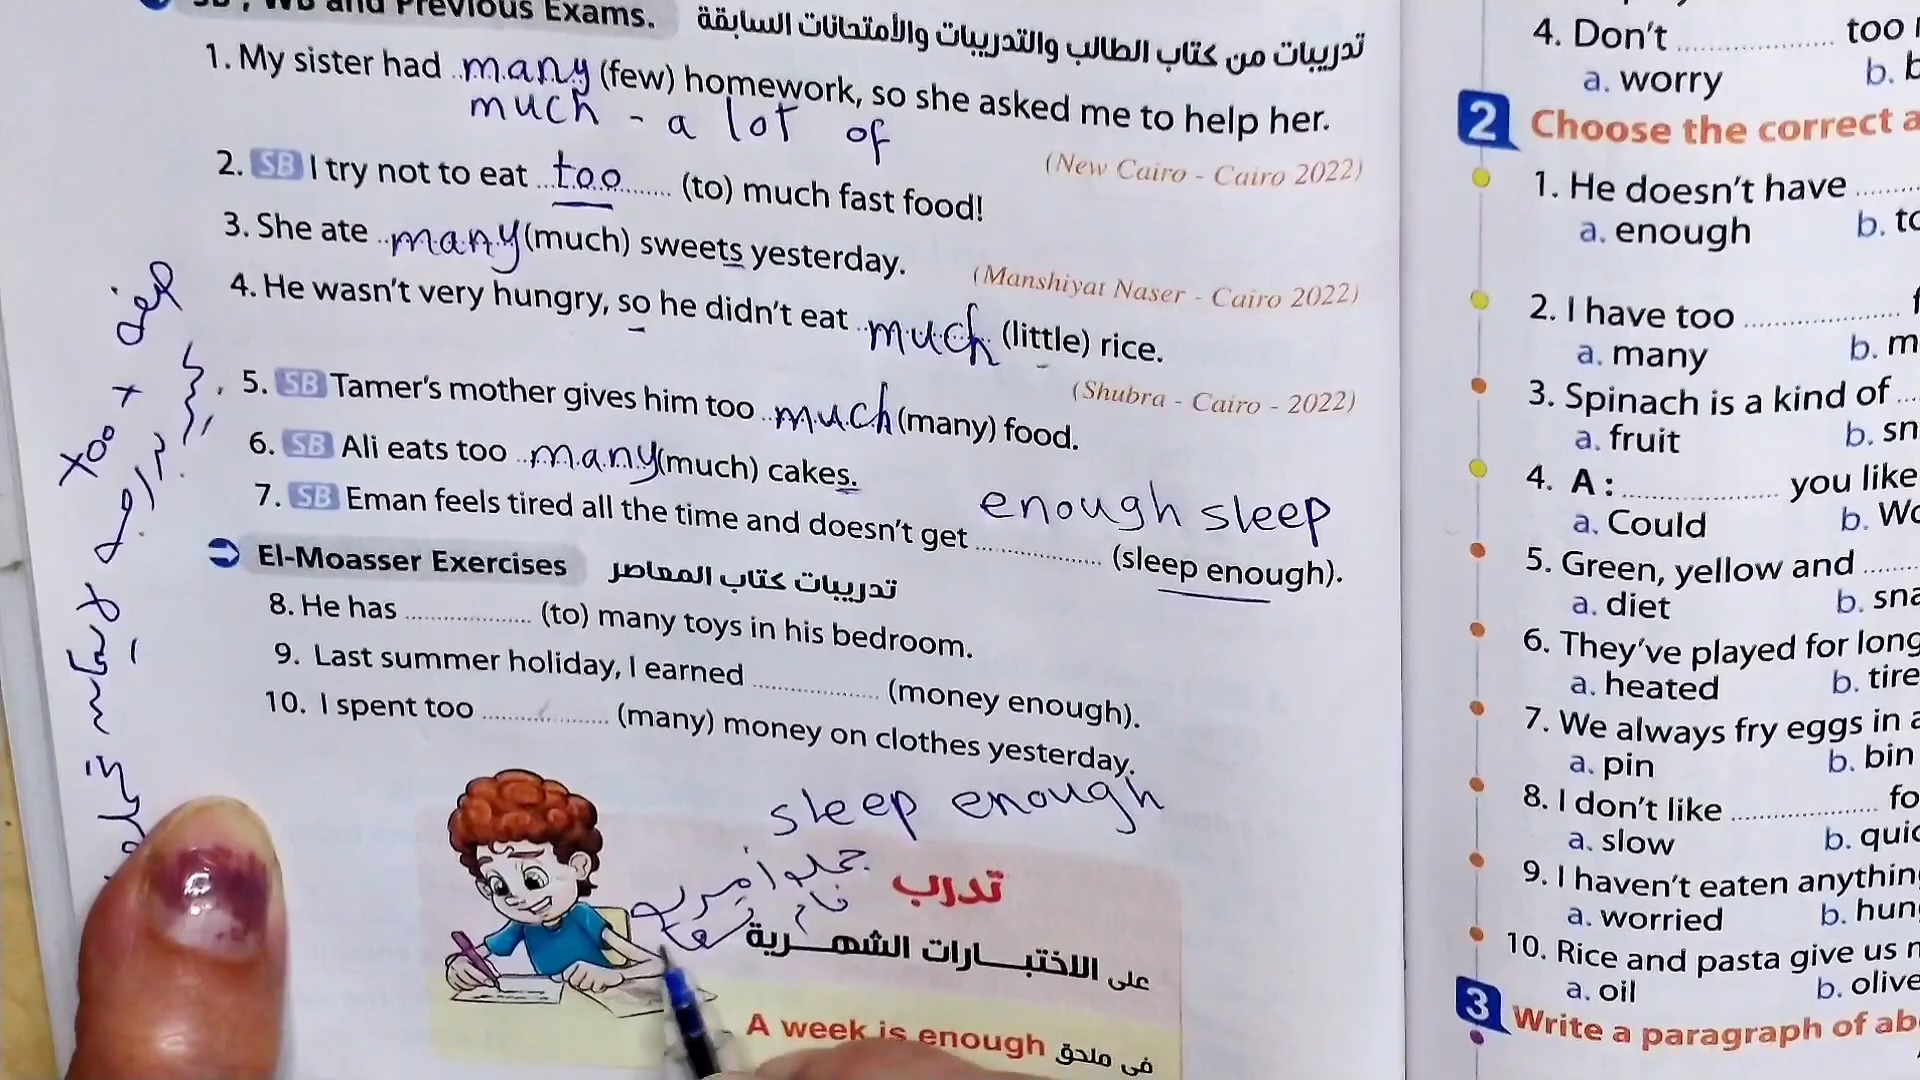 SB, WB and Previous Exams. تدريبات من كتاب الطالب والتدريبات والأمتحانات السابقة
1. My sister had many (few) homework, so she asked me to help her.
much - a lot of
(New Cairo - Cairo 2022)
2. SB I try not to eat too (to) much fast food!
3. She ate many (much) sweets yesterday.
(Manshiyat Naser - Cairo 2022)
4. He wasn't very hungry, so he didn't eat much (little) rice.
(Shubra - Cairo - 2022)
5. SB Tamer's mother gives him too much (many) food.
6. SB Ali eats too many (much) cakes.
enough sleep
7. SB Eman feels tired all the time and doesn't get .............. (sleep enough).
El-Moasser Exercises تدريبات كتاب المعاصر
8. He has .............. (to) many toys in his bedroom.
9. Last summer holiday, I earned .............. (money enough).
10. I spent too .............. (many) money on clothes yesterday.
sleep enough
تدرب
على الاختبارات الشهرية
A week is enough فى ملحق
too +
4. Don't .............. too
a. worry b.
2 Choose the correct
1. He doesn't have
a. enough b.
2. I have too ..............
a. many b.
3. Spinach is a kind of
a. fruit b.
4. A : .............. you like
a. Could b.
5. Green, yellow and
a. diet b.
6. They've played for long
a. heated b.
7. We always fry eggs in
a. pin b. bin
8. I don't like ..............
a. slow b.
9. I haven't eaten
a. worried b.
10. Rice and pasta give us
a. oil b.
3 Write a paragraph of